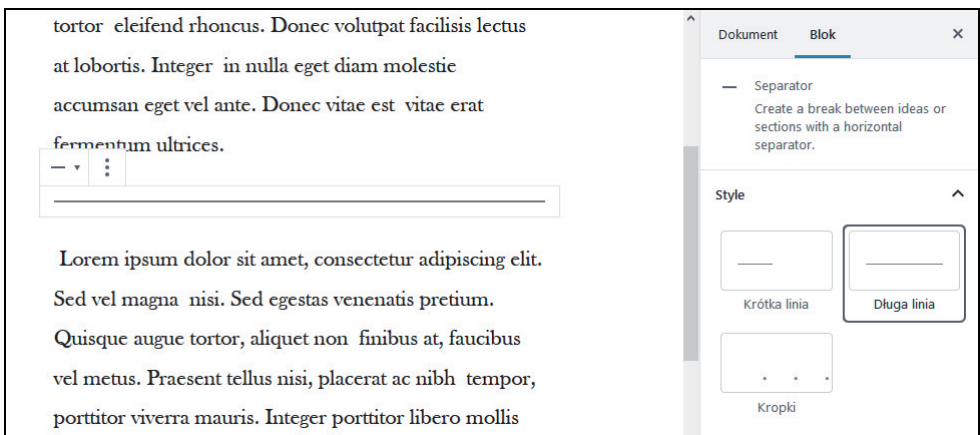 tortor eleifend rhoncus. Donec volutpat facilisis lectus
at lobortis. Integer in nulla eget diam molestie
accumsan eget vel ante. Donec vitae est vitae erat
fermentum ultrices.
Lorem ipsum dolor sit amet, consectetur adipiscing elit.
Sed vel magna nisi. Sed egestas venenatis pretium.
Quisque augue tortor, aliquet non finibus at, faucibus
vel metus. Praesent tellus nisi, placerat ac nibh tempor,
porttitor viverra mauris. Integer porttitor libero mollis
Dokument Blok
Separator
Create a break between ideas or
sections with a horizontal
separator.
Style
Krótka linia Długa linia
Kropki